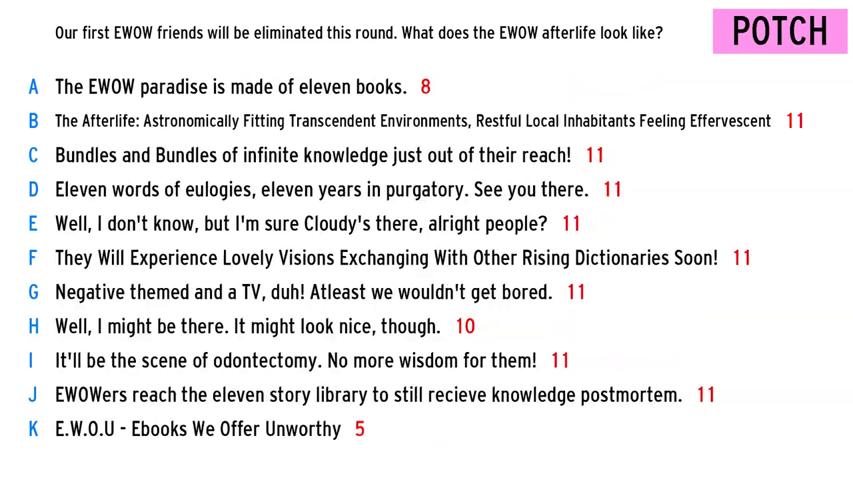 Our first EWOW friends will be eliminated this round. What does the EWOW afterlife look like?
POTCH
A The EWOW paradise is made of eleven books. 8
B The Afterlife: Astronomically Fitting Transcendent Environments, Restful Local Inhabitants Feeling Effervescent 11
C Bundles and Bundles of infinite knowledge just out of their reach! 11
D Eleven words of eulogies, eleven years in purgatory. See you there. 11
E Well, I don't know, but I'm sure Cloudy's there, alright people? 11
F They Will Experience Lovely Visions Exchanging With Other Rising Dictionaries Soon! 11
G Negative themed and a TV, duh! Atleast we wouldn't get bored. 11
H Well, I might be there. It might look nice, though. 10
I It'll be the scene of odontectomy. No more wisdom for them! 11
J EWOWers reach the eleven story library to still recieve knowledge postmortem. 11
K E.W.O.U - Ebooks We Offer Unworthy 5